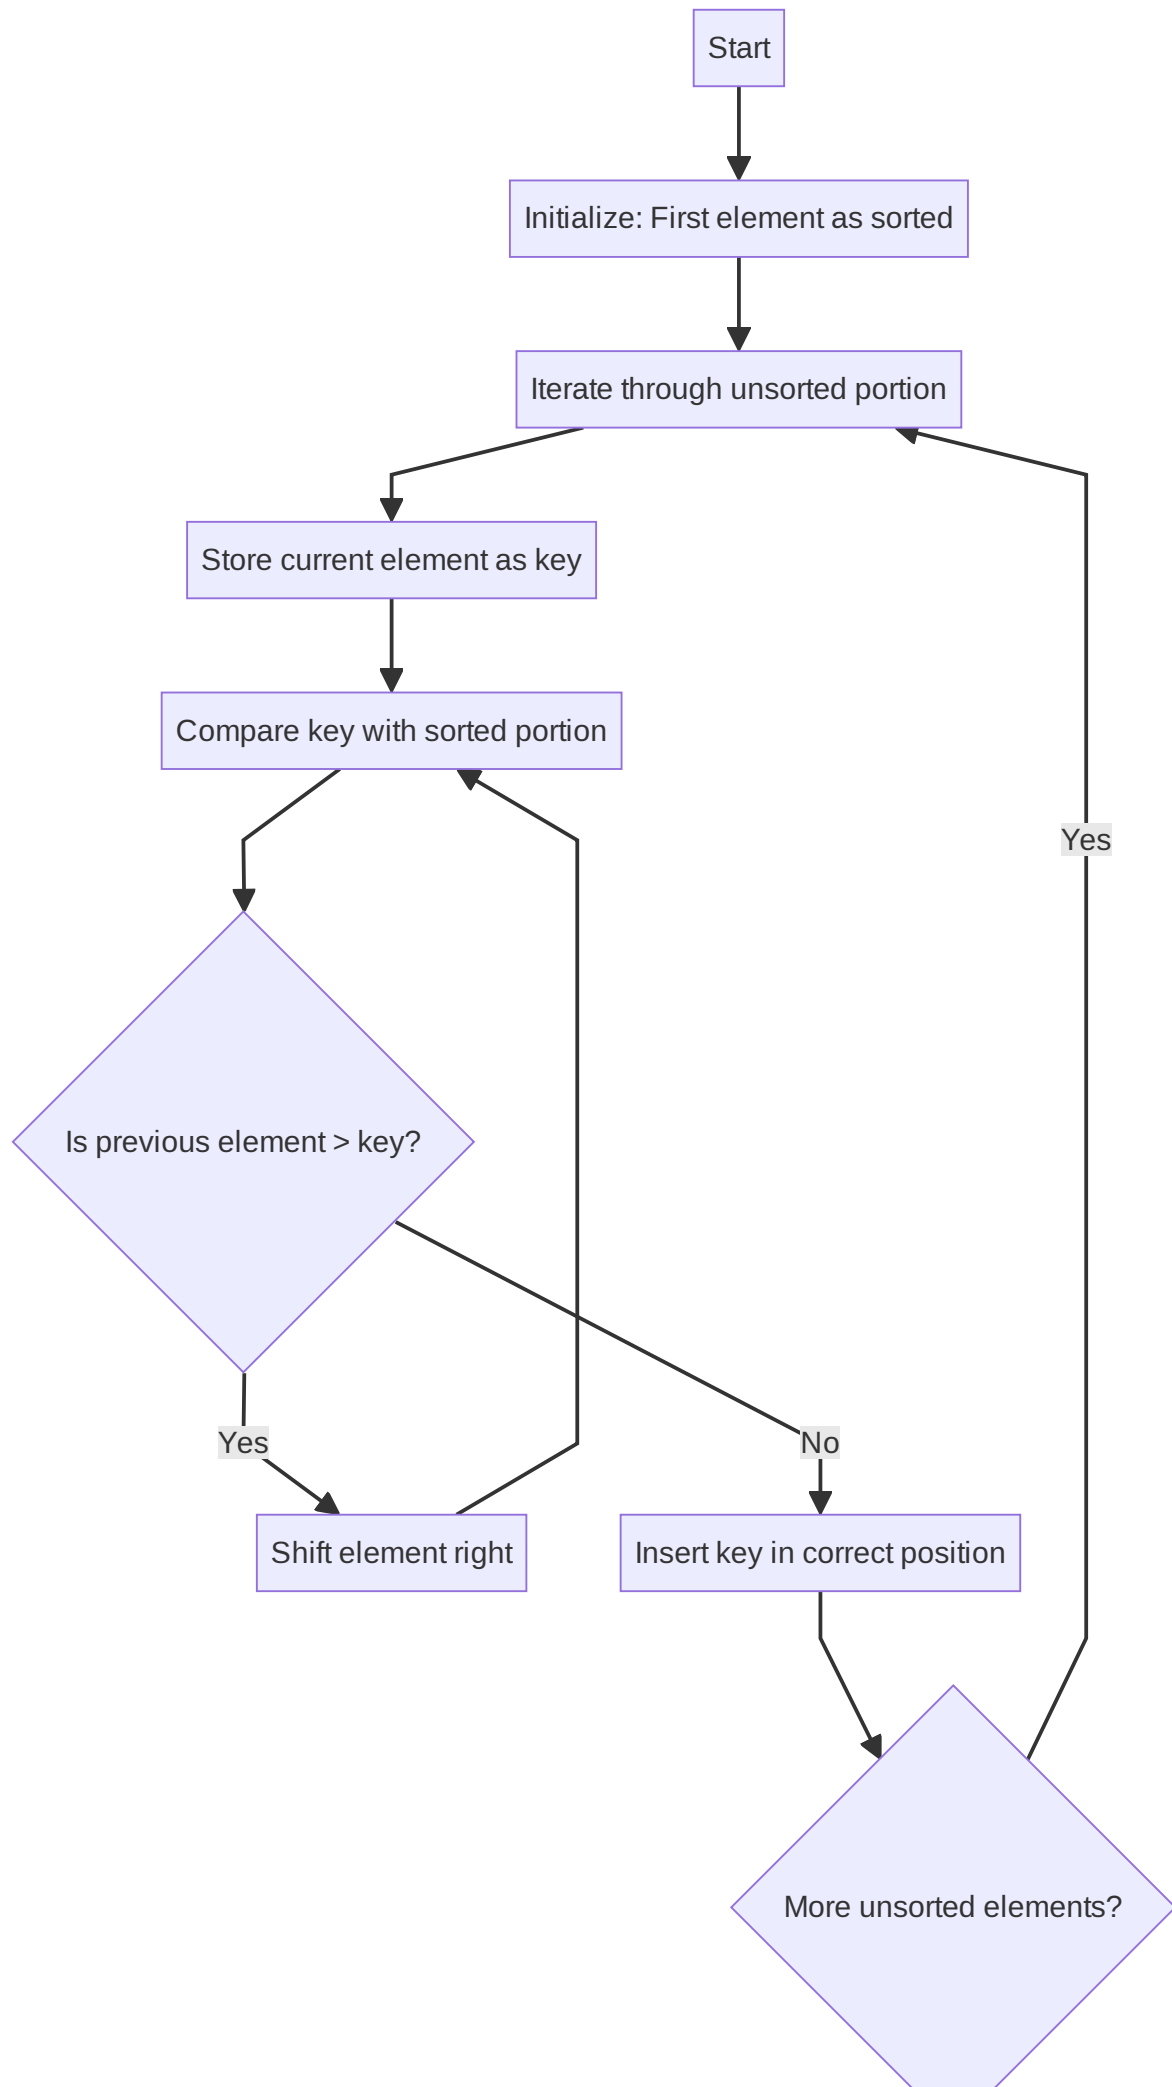 Start
Initialize: First element as sorted
Iterate through unsorted portion
Store current element as key
Compare key with sorted portion
Yes
Is previous element > key?
Yes
No
Shift element right
Insert key in correct position
More unsorted elements?